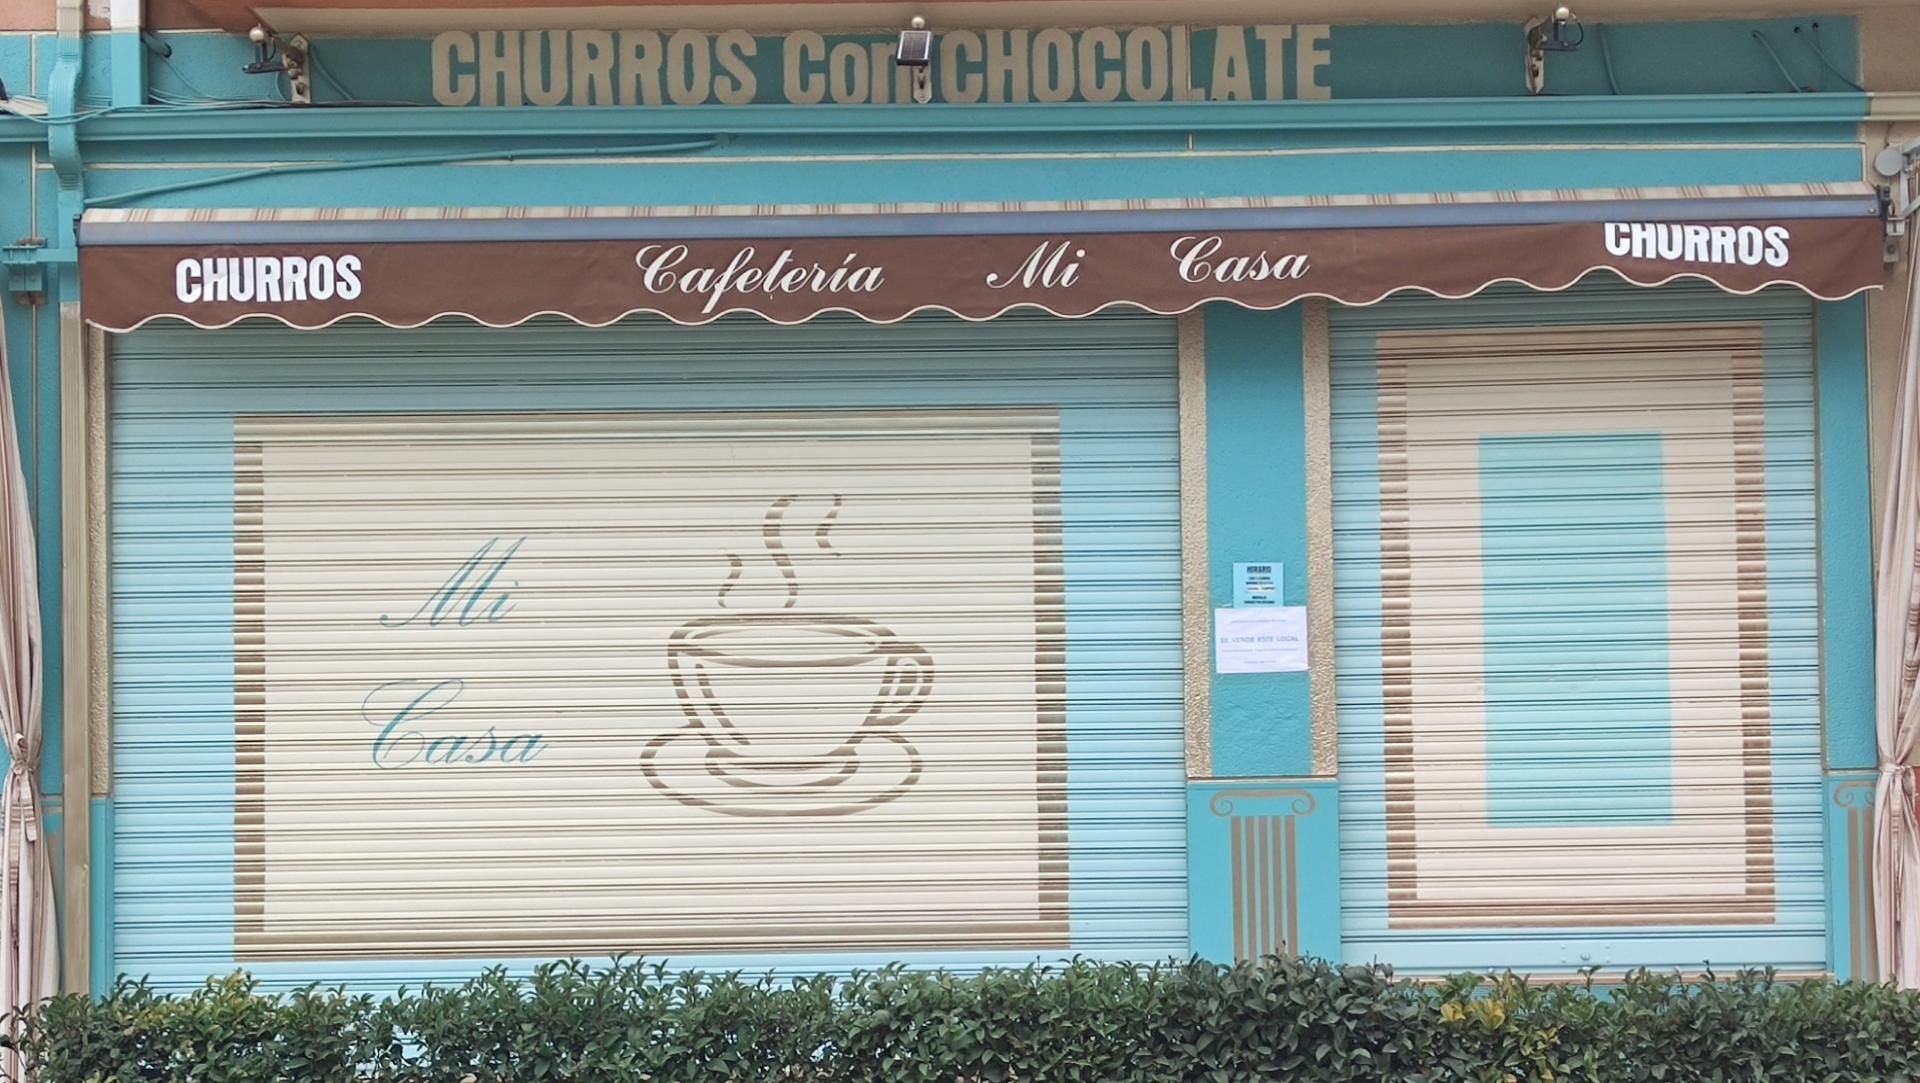 CHURROS Con CHOCOLATE
CHURROS Cafetería Mi Casa CHURROS
Mi
Casa
HORARIO
SE VENDE ESTE LOCAL